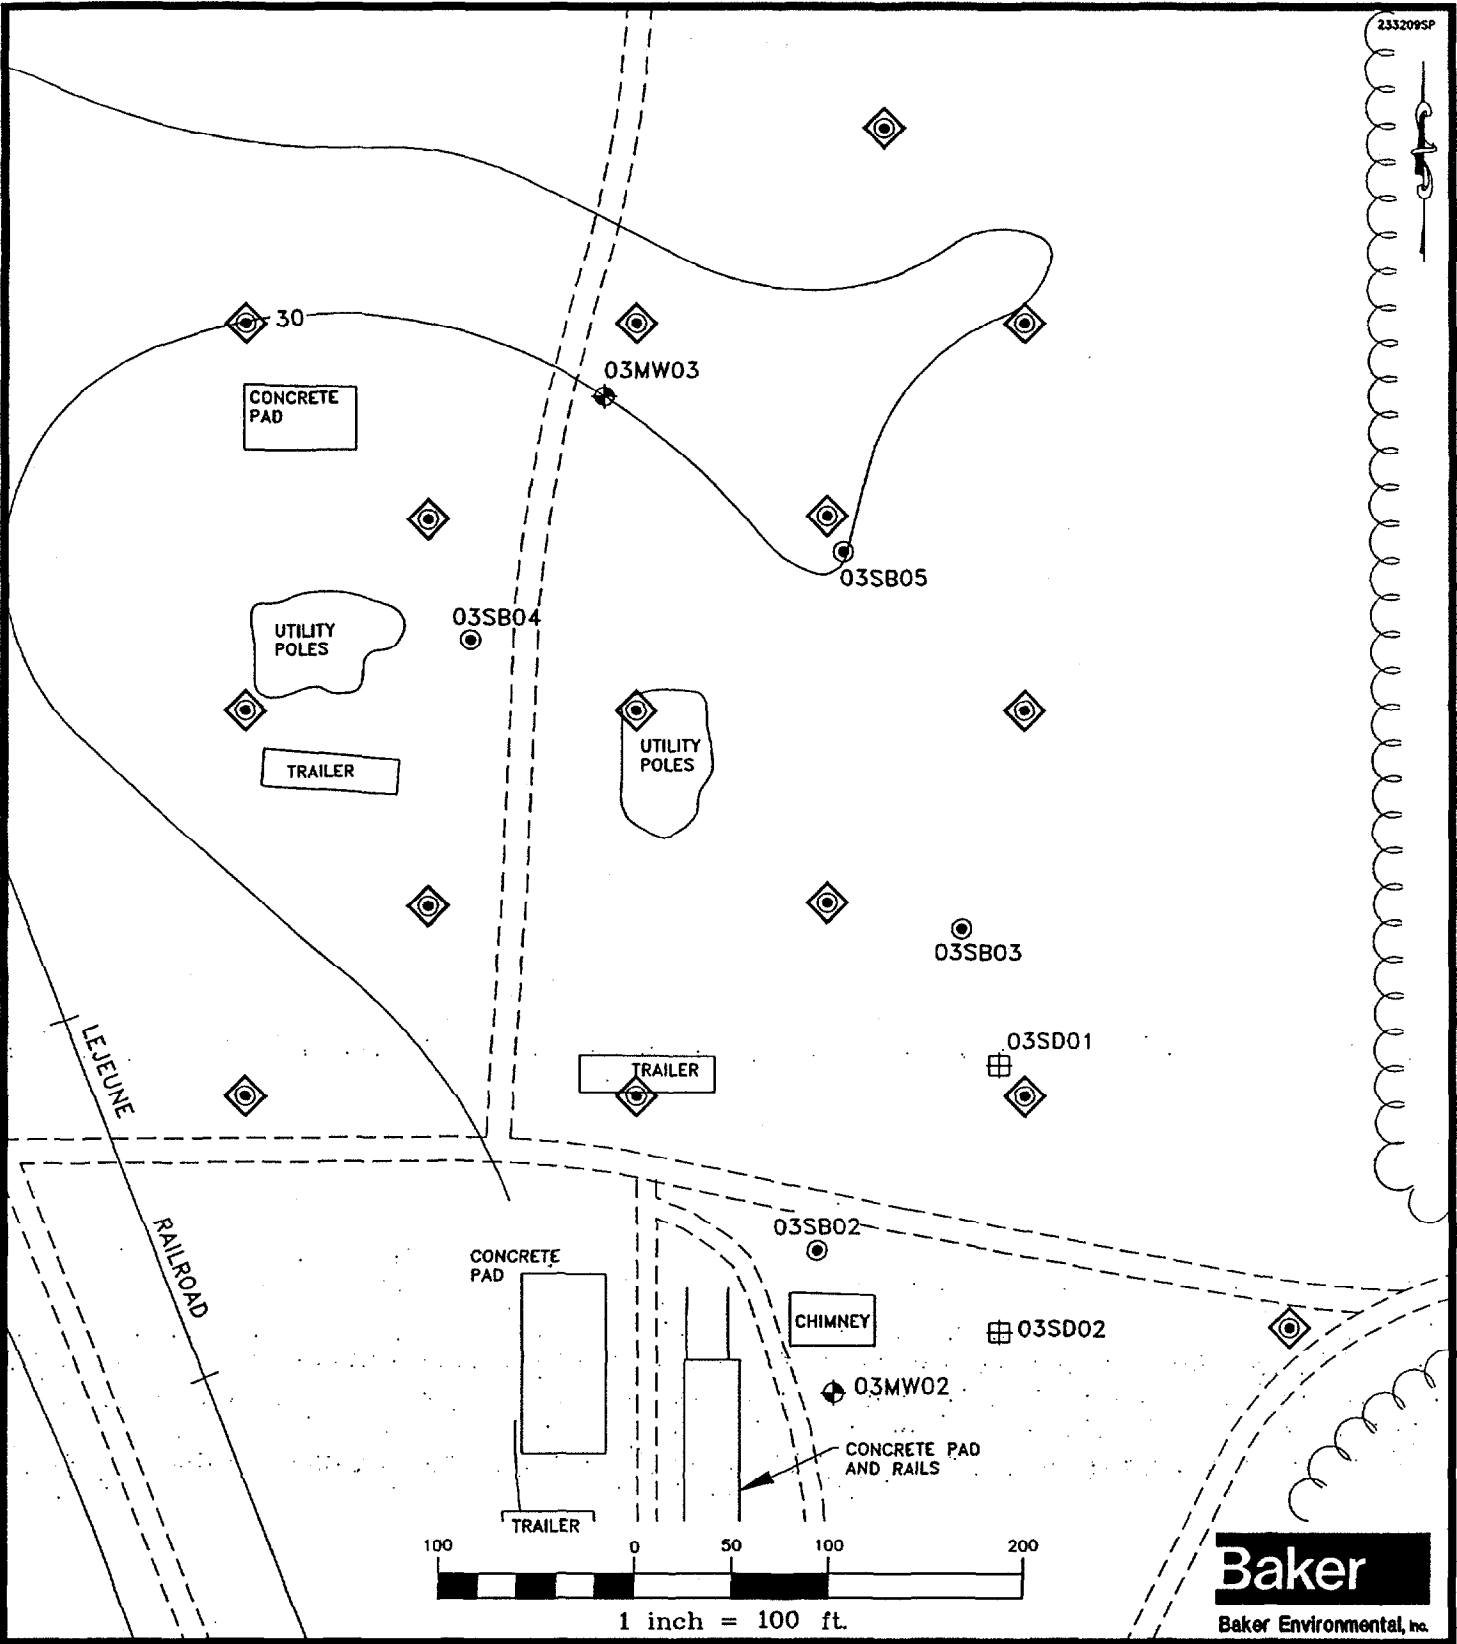 233209SP
30
03MW03
CONCRETE
PAD
03SB05
03SB04
UTILITY
POLES
UTILITY
POLES
TRAILER
03SB03
03SD01
LEJEUNE
TRAILER
RAILROAD
03SB02
CONCRETE
PAD
CHIMNEY
03SD02
03MW02
CONCRETE PAD
AND RAILS
TRAILER
100 0 50 100 200
1 inch = 100 ft.
Baker
Baker Environmental, Inc.